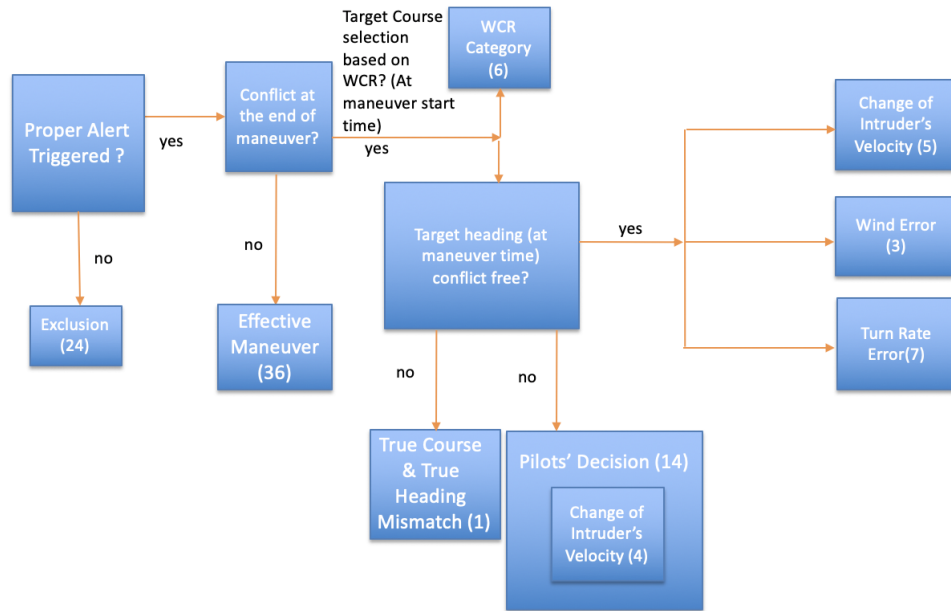 Proper Alert
Triggered ?
yes
no
Exclusion
(24)
Conflict at
the end of
maneuver?
no
Effective
Maneuver
(36)
Target Course
selection
based on
WCR? (At
maneuver start
time)
yes
WCR
Category
(6)
Target heading (at
maneuver time)
conflict free?
yes
no
no
True Course
& True
Heading
Mismatch (1)
Pilots' Decision (14)
Change of
Intruder's
Velocity (4)
Change of
Intruder's
Velocity (5)
Wind Error
(3)
Turn Rate
Error(7)